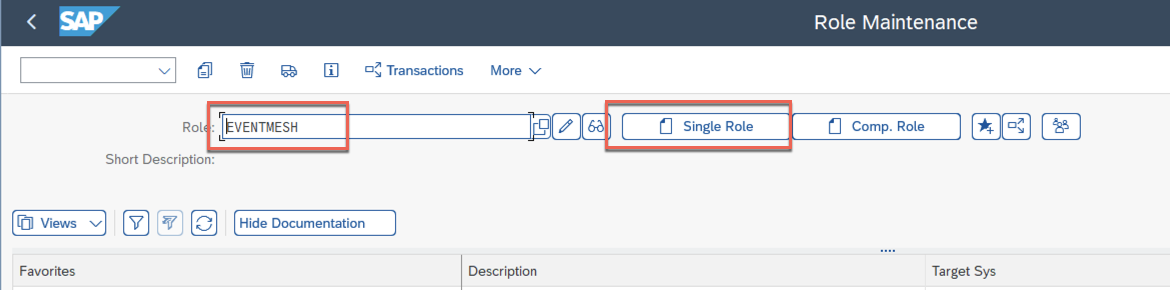 SAP Role Maintenance
Transactions More
Role: EVENTMESH Single Role Comp. Role
Short Description:
Views Hide Documentation
Favorites Description Target Sys